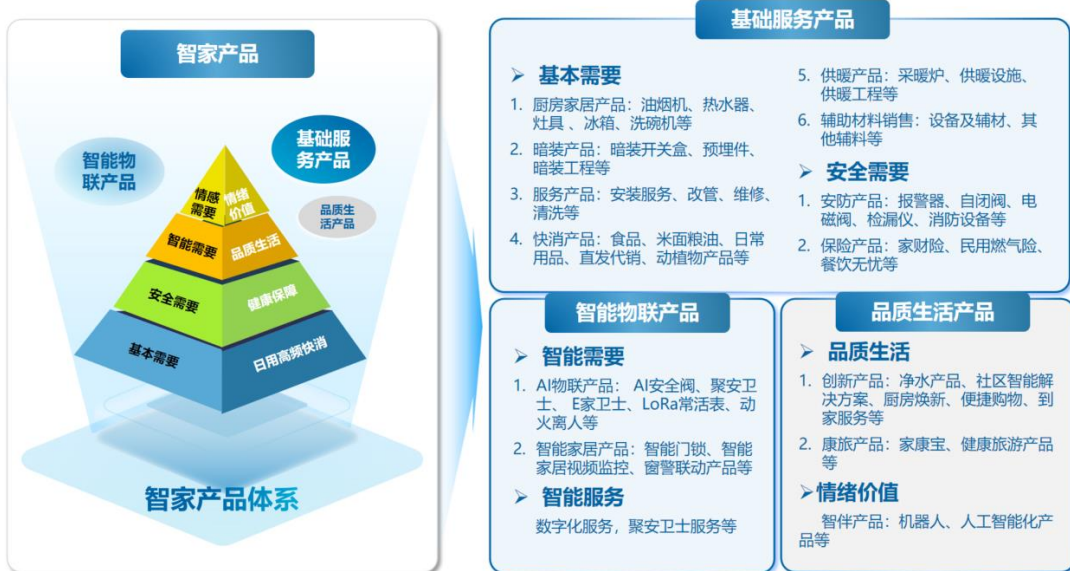 智家产品
智能物
联产品
基础服
务产品
品质生
活产品
情感
需要
情绪
价值
智能需要
品质生活
安全需要
健康保障
基本需要
日用高频快消
智家产品体系
基础服务产品
➢ 基本需要
1. 厨房家居产品：油烟机、热水器、
灶具 、冰箱、洗碗机等
2. 暗装产品：暗装开关盒、预埋件、
暗装工程等
3. 服务产品：安装服务、改管、维修、
清洗等
4. 快消产品：食品、米面粮油、日常
用品、直发代销、动植物产品等
5. 供暖产品：采暖炉、供暖设施、
供暖工程等
6. 辅助材料销售：设备及辅材、其
他辅料等
➢ 安全需要
1. 安防产品：报警器、自闭阀、电
磁阀、检漏仪、消防设备等
2. 保险产品：家财险、民用燃气险、
餐饮无忧等
智能物联产品
➢ 智能需要
1. AI物联产品： AI安全阀、聚安卫
士、 E家卫士、LoRa常活表、动
火离人等
2. 智能家居产品：智能门锁、智能
家居视频监控、窗警联动产品等
➢ 智能服务
数字化服务，聚安卫士服务等
品质生活产品
➢ 品质生活
1. 创新产品：净水产品、社区智能解
决方案、厨房焕新、便捷购物、到
家服务等
2. 康旅产品：家康宝、健康旅游产品
等
➢情绪价值
智伴产品：机器人、人工智能化产
品等